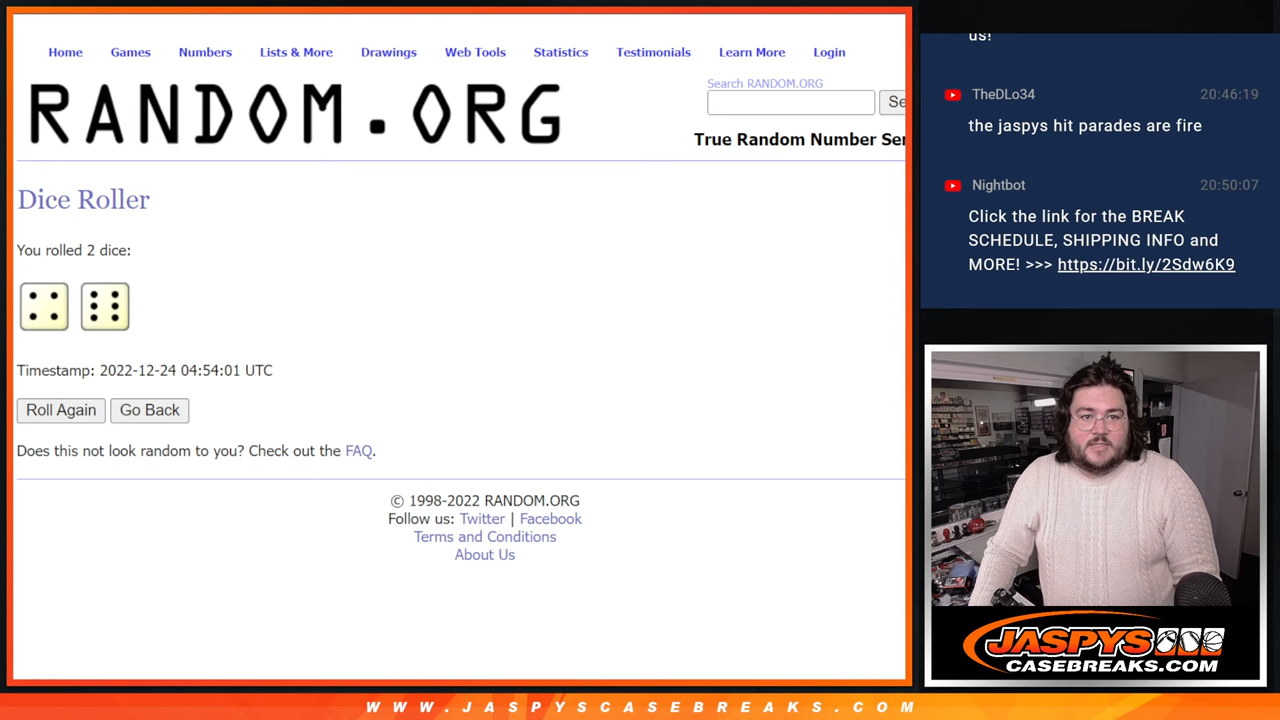 Home Games Numbers Lists & More Drawings Web Tools Statistics Testimonials Learn More Login
RANDOM.ORG
Search RANDOM.ORG
Se
True Random Number Ser
Dice Roller
You rolled 2 dice:
Timestamp: 2022-12-24 04:54:01 UTC
Roll Again Go Back
Does this not look random to you? Check out the FAQ.
© 1998-2022 RANDOM.ORG
Follow us: Twitter | Facebook
Terms and Conditions
About Us
us!
TheDLo34 20:46:19
the jaspys hit parades are fire
Nightbot 20:50:07
Click the link for the BREAK
SCHEDULE, SHIPPING INFO and
MORE! >>> https://bit.ly/2Sdw6K9
JASPYS
CASEBREAKS.COM
WWW.JASPYSCASEBREAKS.COM